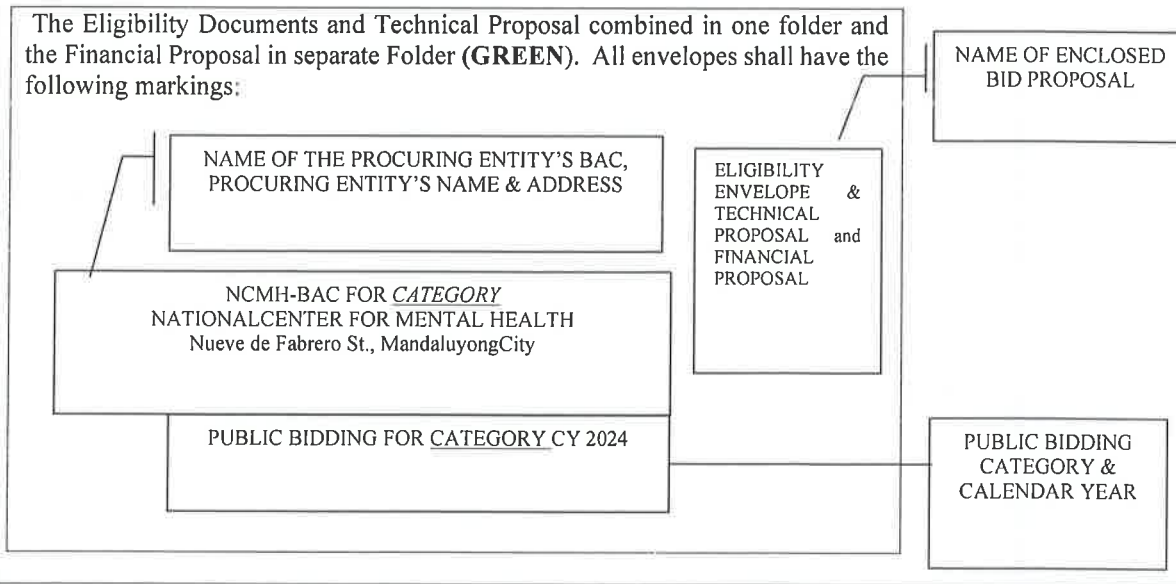 The Eligibility Documents and Technical Proposal combined in one folder and
the Financial Proposal in separate Folder (GREEN). All envelopes shall have the
following markings:
NAME OF ENCLOSED
BID PROPOSAL
NAME OF THE PROCURING ENTITY'S BAC,
PROCURING ENTITY'S NAME & ADDRESS
ELIGIBILITY
ENVELOPE &
TECHNICAL
PROPOSAL and
FINANCIAL
PROPOSAL
NCMH-BAC FOR CATEGORY
NATIONALCENTER FOR MENTAL HEALTH
Nueve de Fabrero St., MandaluyongCity
PUBLIC BIDDING FOR CATEGORY CY 2024
PUBLIC BIDDING
CATEGORY &
CALENDAR YEAR